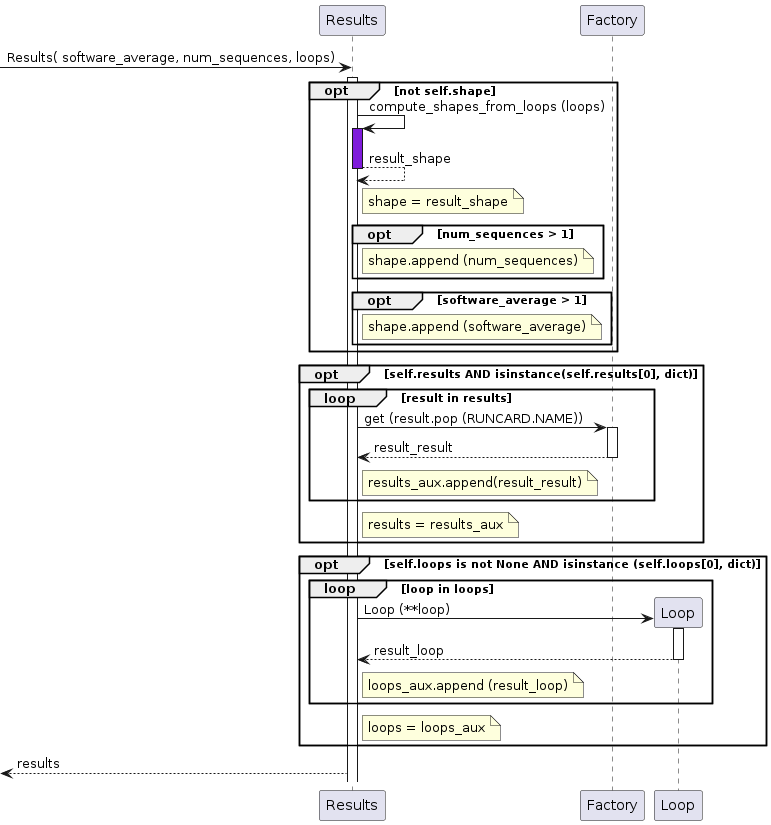 Results
Factory
Results( software_average, num_sequences, loops)
opt
[not self.shape]
compute_shapes_from_loops (loops)
result_shape
shape = result_shape
opt
[num_sequences > 1]
shape.append (num_sequences)
opt
[software_average > 1]
shape.append (software_average)
opt
[self.results AND isinstance(self.results[0], dict)]
loop
[result in results]
get (result.pop (RUNCARD.NAME))
result_result
results_aux.append(result_result)
results = results_aux
opt
[self.loops is not None AND isinstance (self.loops[0], dict)]
loop
[loop in loops]
Loop (**loop)
Loop
result_loop
loops_aux.append (result_loop)
loops = loops_aux
results
Results
Factory
Loop